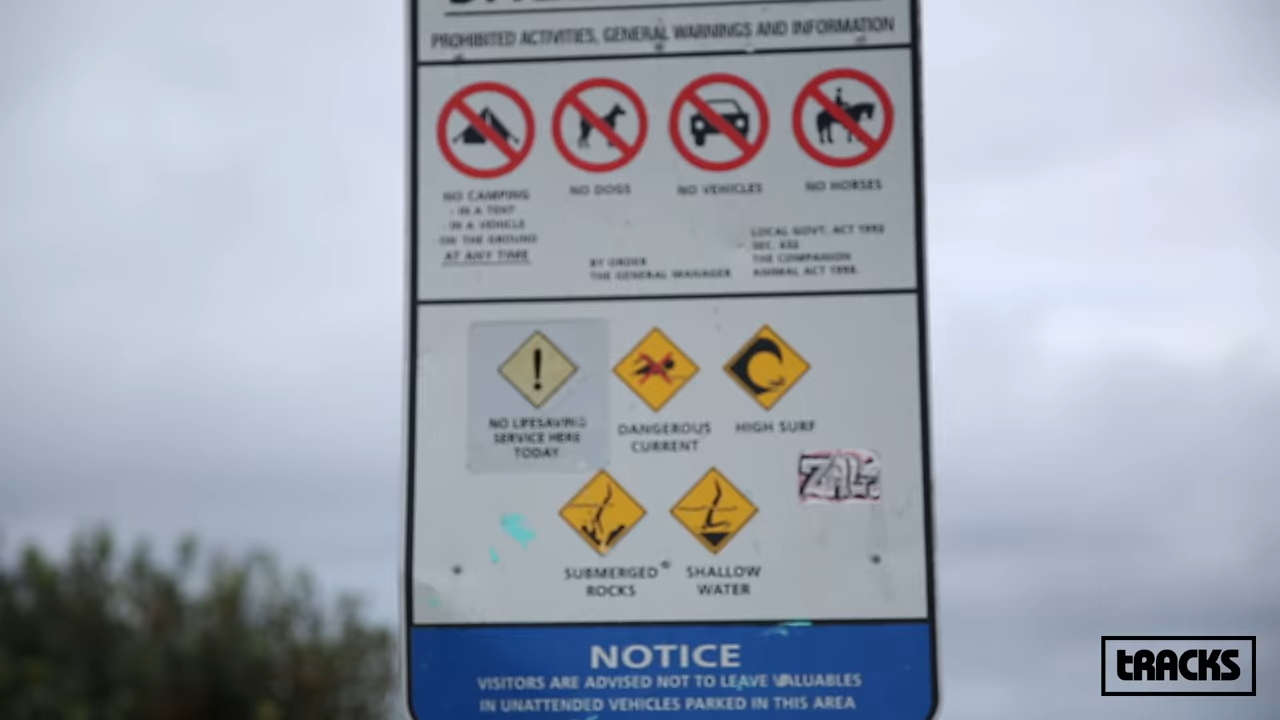 PROHIBITED ACTIVITIES, GENERAL WARNINGS AND INFORMATION
NO CAMPING
- IN A TENT
- IN A VEHICLE
- ON THE GROUND
AT ANY TIME
NO DOGS
NO VEHICLES
NO HORSES
BY ORDER
THE GENERAL MANAGER
LOCAL GOVT. ACT 1993
SEC. 632
THE COMPANION
ANIMAL ACT 1998.
NO LIFESAVING
SERVICE HERE
TODAY
DANGEROUS
CURRENT
HIGH SURF
SUBMERGED
ROCKS
SHALLOW
WATER
NOTICE
VISITORS ARE ADVISED NOT TO LEAVE VALUABLES
IN UNATTENDED VEHICLES PARKED IN THIS AREA
tRACKS